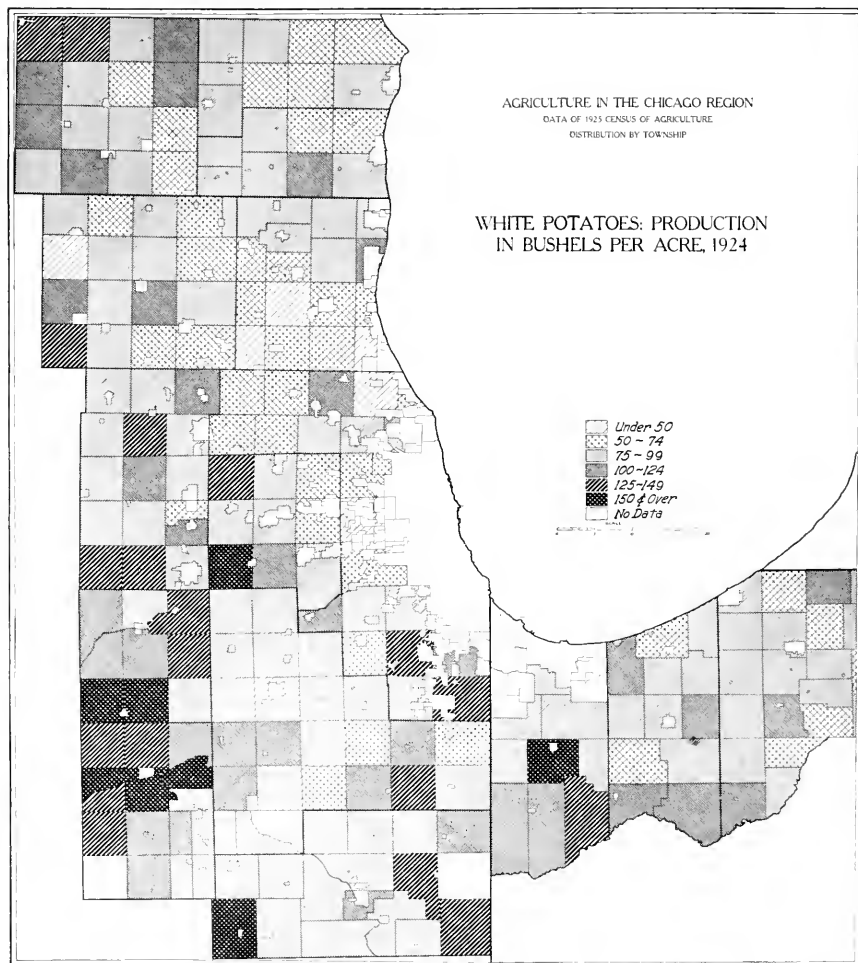 AGRICULTURE IN THE CHICAGO REGION
DATA OF 1925 CENSUS OF AGRICULTURE
DISTRIBUTION BY TOWNSHIP
WHITE POTATOES: PRODUCTION
IN BUSHELS PER ACRE, 1924
Under 50
50 ~ 74
75 ~ 99
100 ~124
125~149
150 & Over
No Data
SCALE